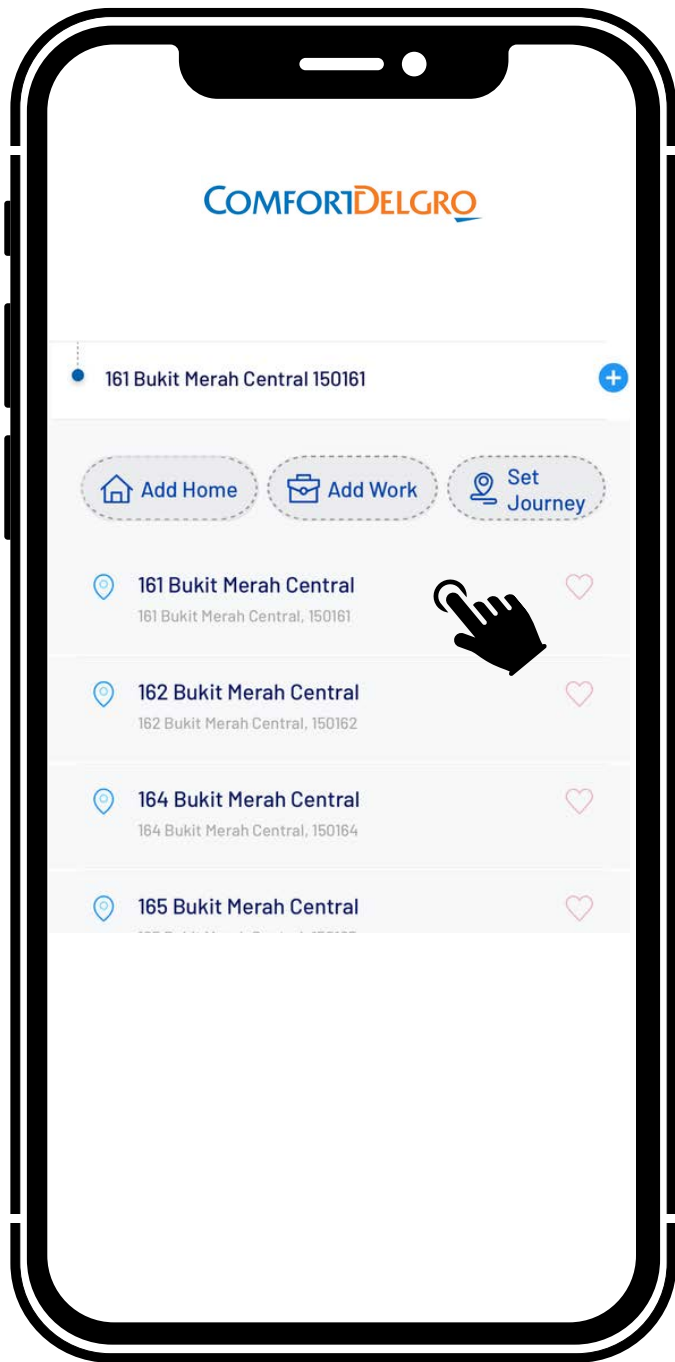 COMFORTDELGRO
161 Bukit Merah Central 150161
Add Home
Add Work
Set
Journey
161 Bukit Merah Central
161 Bukit Merah Central, 150161
162 Bukit Merah Central
162 Bukit Merah Central, 150162
164 Bukit Merah Central
164 Bukit Merah Central, 150164
165 Bukit Merah Central